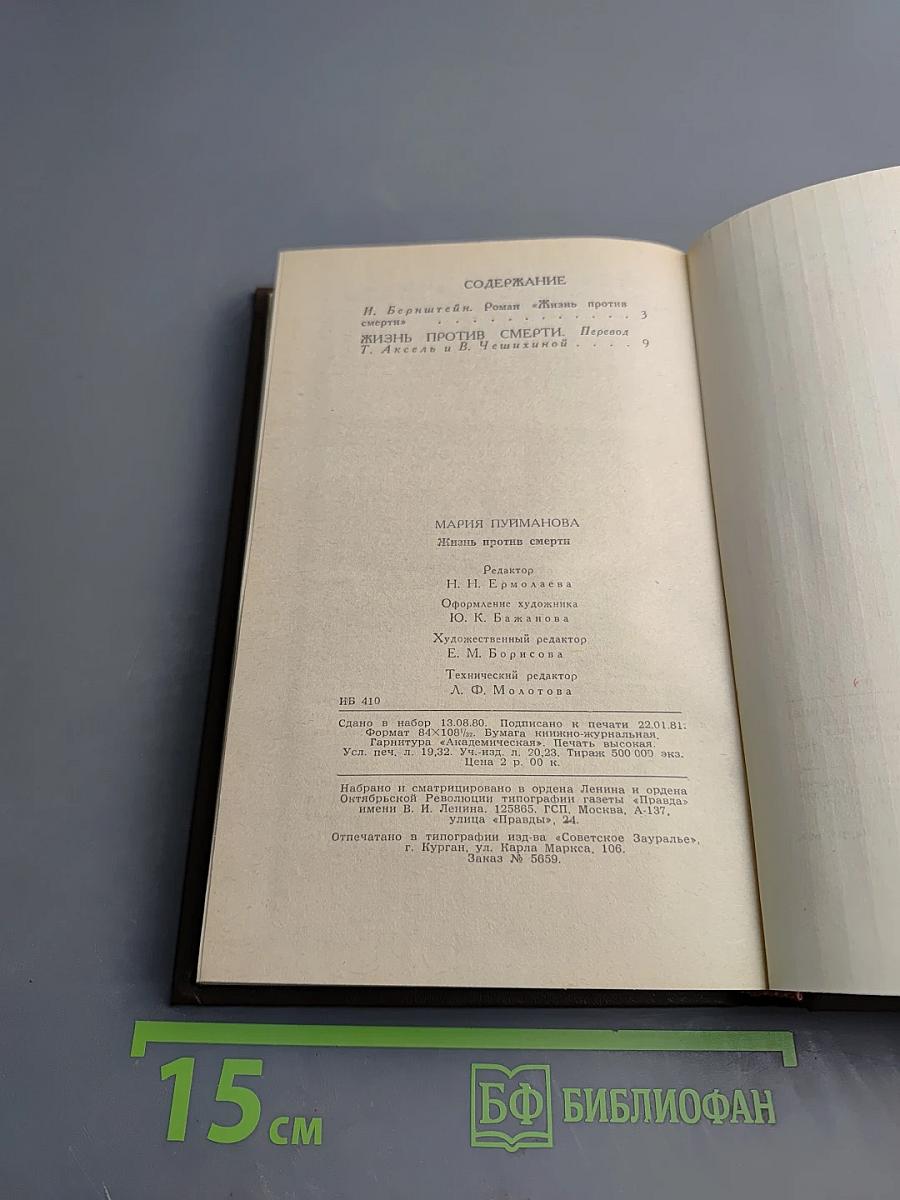 СОДЕРЖАНИЕ
И. Бернштейн. Роман «Жизнь против
смерти» . . . . . . . . . . . . . 3
ЖИЗНЬ ПРОТИВ СМЕРТИ. Перевод
Т. Аксель и В. Чешихиной . . . . 9
МАРИЯ ПУЙМАНОВА
Жизнь против смерти
Редактор
Н. Н. Ермолаева
Оформление художника
Ю. К. Бажанова
Художественный редактор
Е. М. Борисова
Технический редактор
Л. Ф. Молотова
ИБ 410
Сдано в набор 13.08.80. Подписано к печати 22.01.81.
Формат 84×108¹/₃₂. Бумага книжно-журнальная.
Гарнитура «Академическая». Печать высокая.
Усл. печ. л. 19,32. Уч.-изд. л. 20,23. Тираж 500 000 экз.
Цена 2 р. 00 к.
Набрано и сматрицировано в ордена Ленина и ордена
Октябрьской Революции типографии газеты «Правда»
имени В. И. Ленина. 125865, ГСП, Москва, А-137,
улица «Правды», 24.
Отпечатано в типографии изд-ва «Советское Зауралье»,
г. Курган, ул. Карла Маркса, 106.
Заказ № 5659.
15 см
БФ БИБЛИОФАН